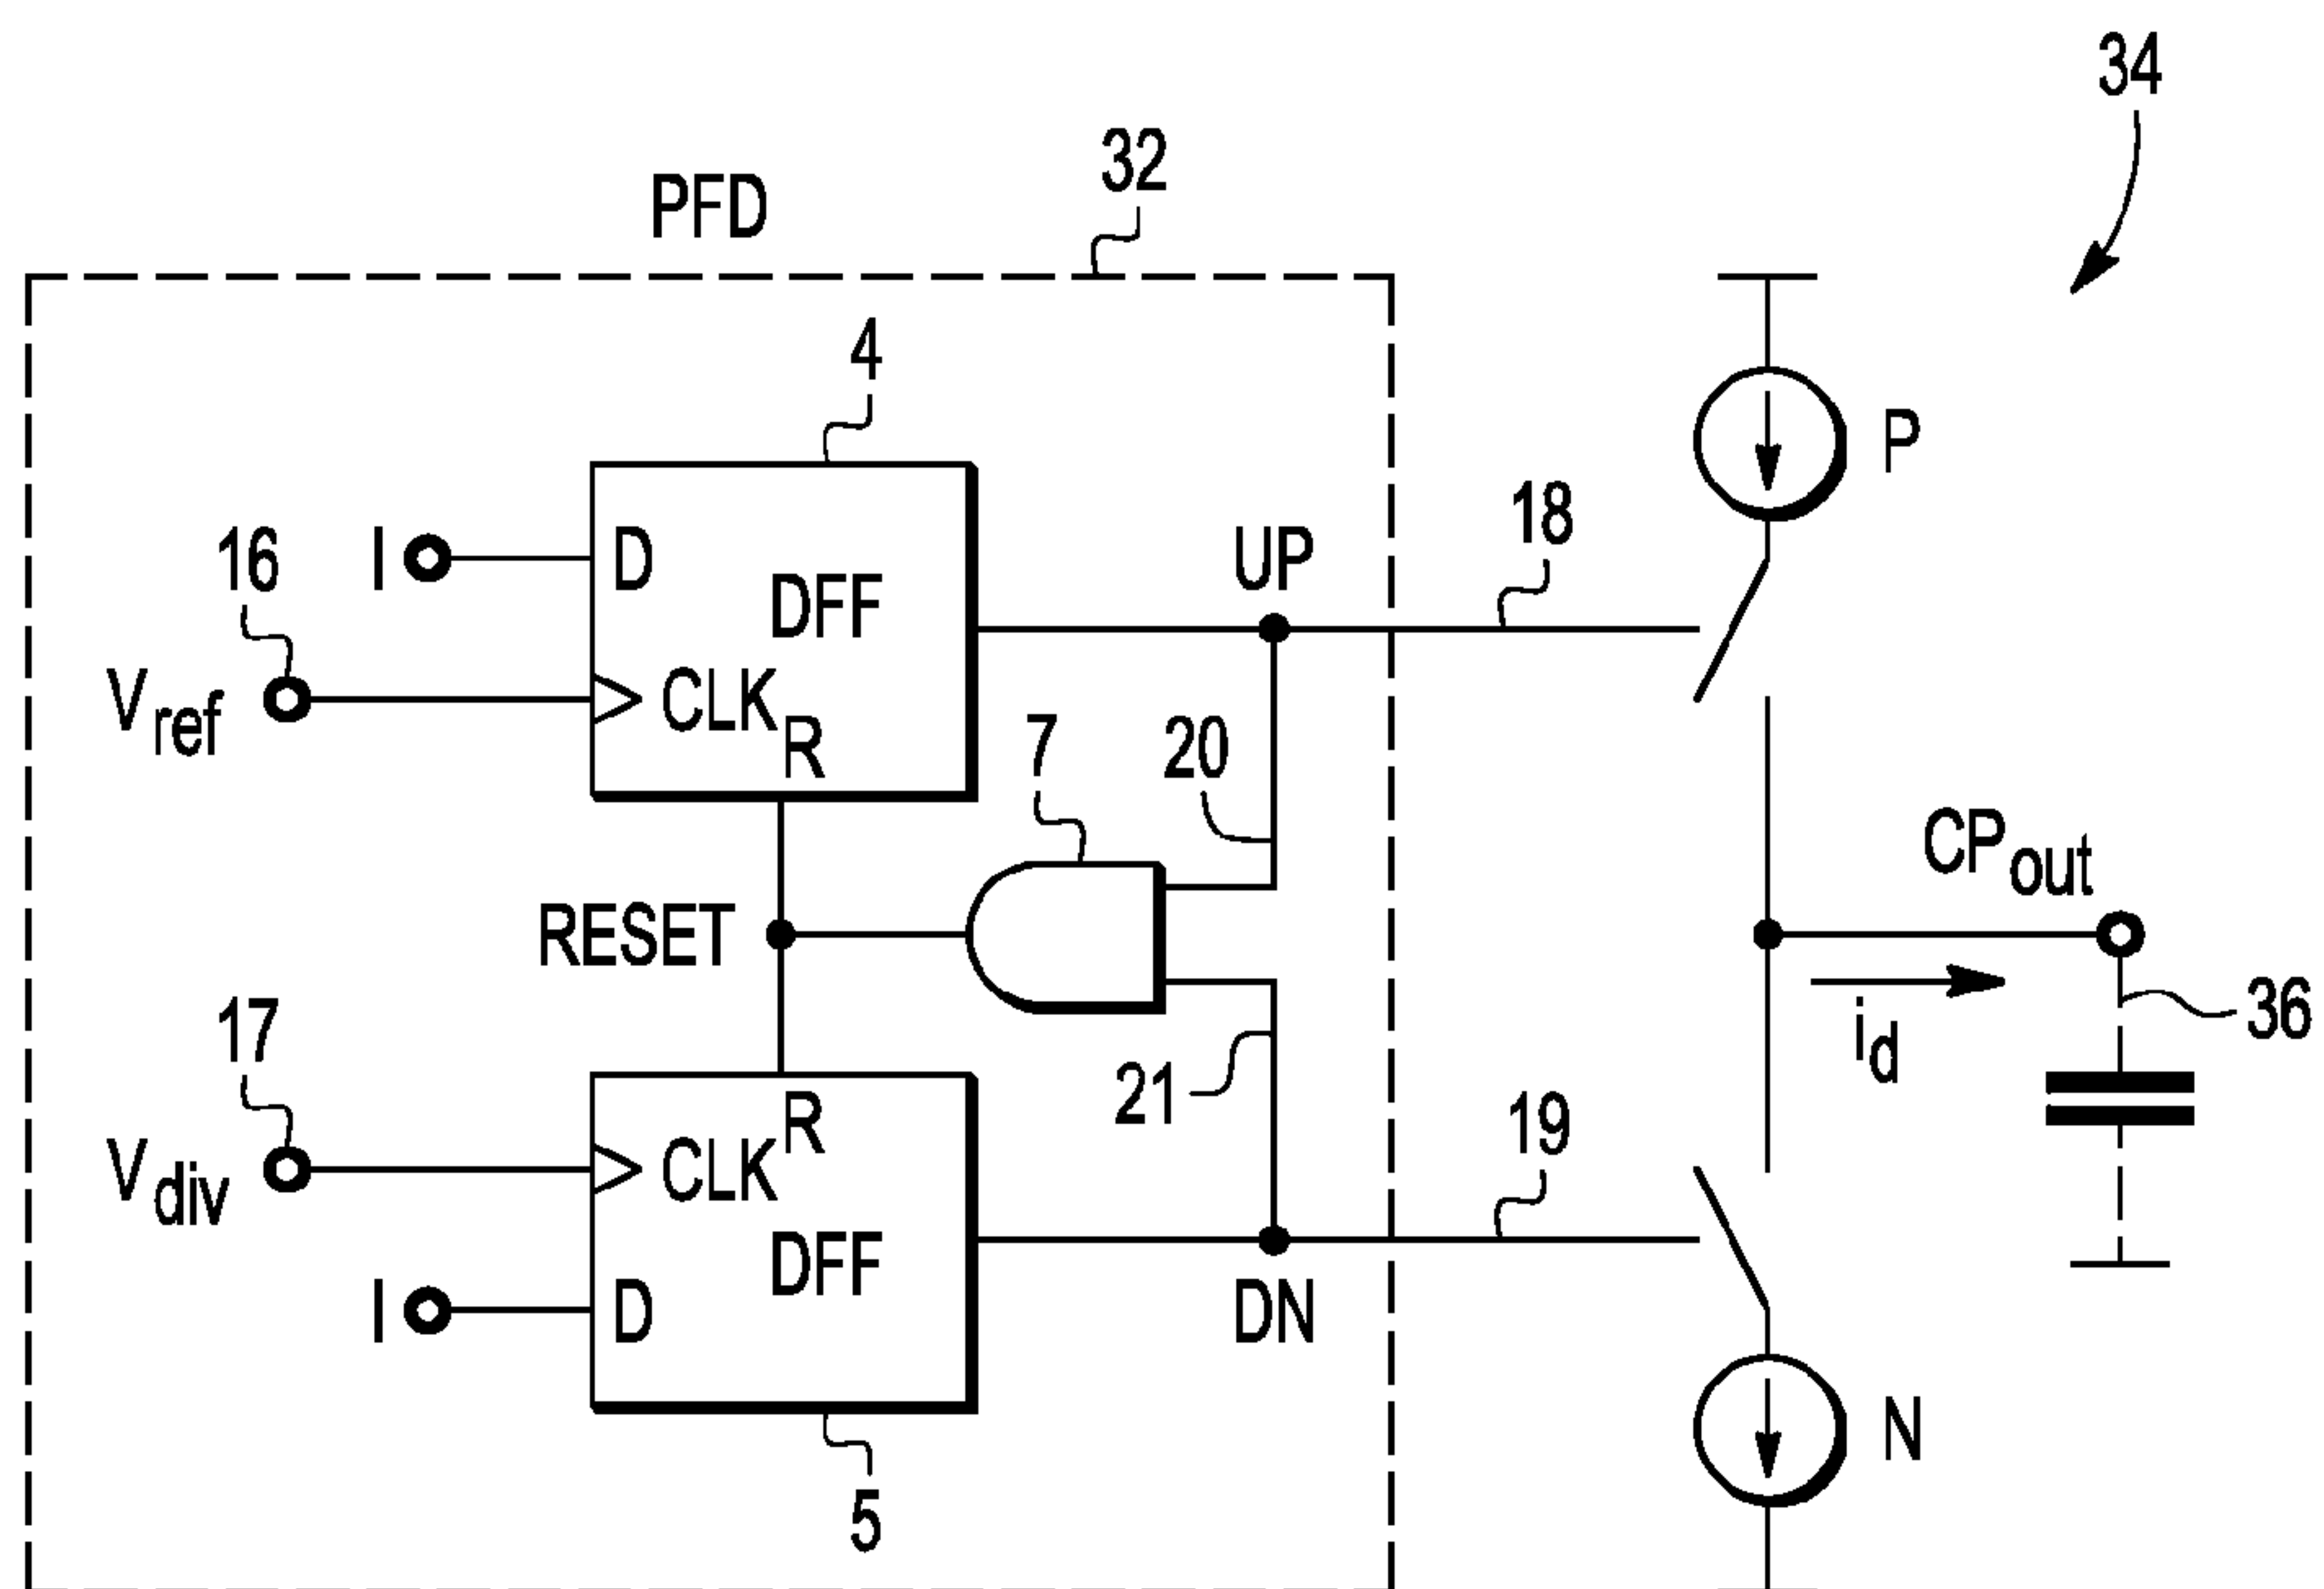 34
32
PFD
4
P
18
16
I
D
UP
DFF
Vref
CLK
R
7
20
CPout
RESET
id
36
17
21
19
R
Vdiv
CLK
DFF
I
D
DN
N
5